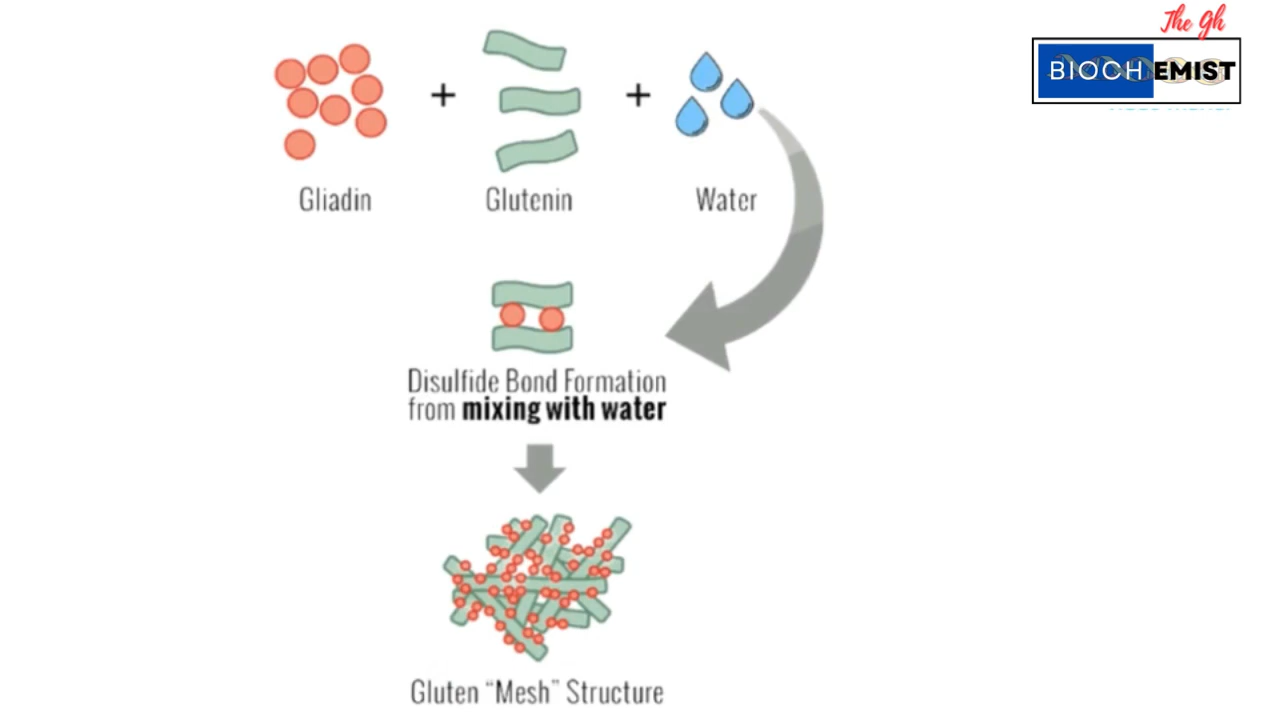 The Gh
BIOCHEMIST
+
+
Gliadin
Glutenin
Water
Disulfide Bond Formation
from mixing with water
Gluten “Mesh” Structure